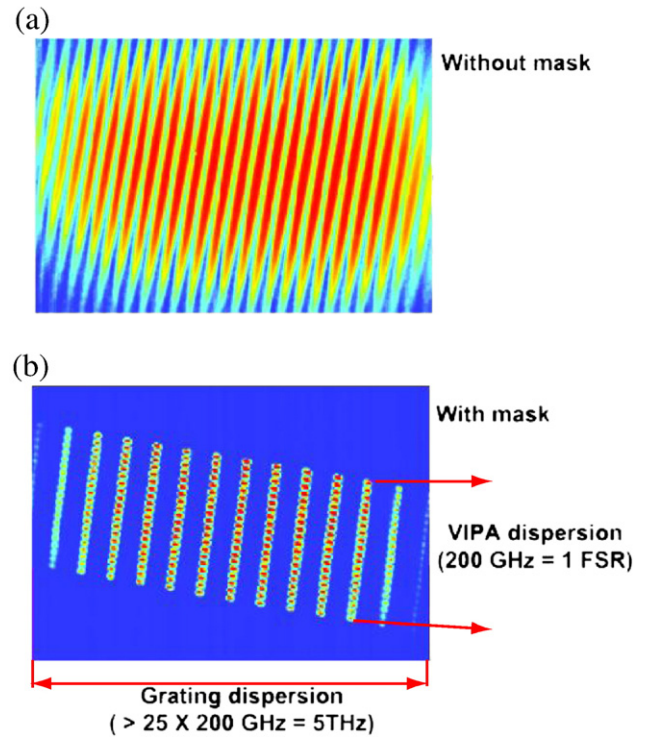 (a)
Without mask
(b)
With mask
VIPA dispersion
(200 GHz = 1 FSR)
Grating dispersion
( > 25 X 200 GHz = 5THz)